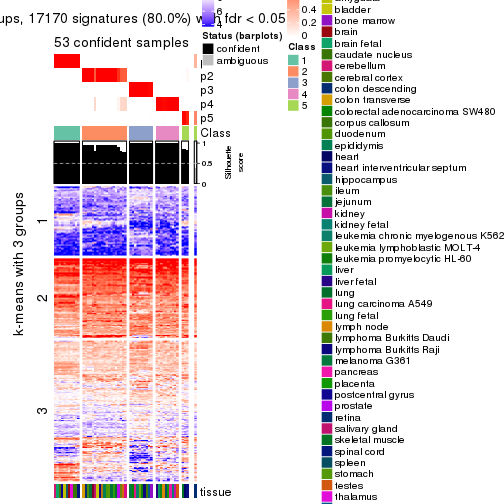 ups, 17170 signatures (80.0%) with fdr < 0.05
53 confident samples
p2
p3
p4
p5
Class
1
0.5
0
Silhouette
score
k-means with 3 groups
1
2
3
tissue
6
4
Status (barplots)
confident
ambiguous
0.4
0.2
0
Class
1
2
3
4
5
bladder
bone marrow
brain
brain fetal
caudate nucleus
cerebellum
cerebral cortex
colon descending
colon transverse
colorectal adenocarcinoma SW480
corpus callosum
duodenum
epididymis
heart
heart interventricular septum
hippocampus
ileum
jejunum
kidney
kidney fetal
leukemia chronic myelogenous K562
leukemia lymphoblastic MOLT-4
leukemia promyelocytic HL-60
liver
liver fetal
lung
lung carcinoma A549
lung fetal
lymph node
lymphoma Burkitts Daudi
lymphoma Burkitts Raji
melanoma G361
pancreas
placenta
postcentral gyrus
prostate
retina
salivary gland
skeletal muscle
spinal cord
spleen
stomach
testes
thalamus